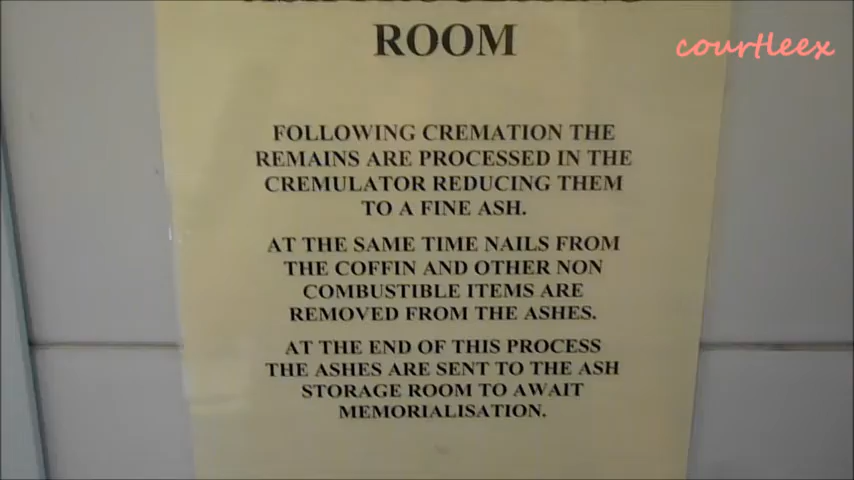 ASH PROCESSING
ROOM
courtleex
FOLLOWING CREMATION THE
REMAINS ARE PROCESSED IN THE
CREMULATOR REDUCING THEM
TO A FINE ASH.
AT THE SAME TIME NAILS FROM
THE COFFIN AND OTHER NON
COMBUSTIBLE ITEMS ARE
REMOVED FROM THE ASHES.
AT THE END OF THIS PROCESS
THE ASHES ARE SENT TO THE ASH
STORAGE ROOM TO AWAIT
MEMORIALISATION.